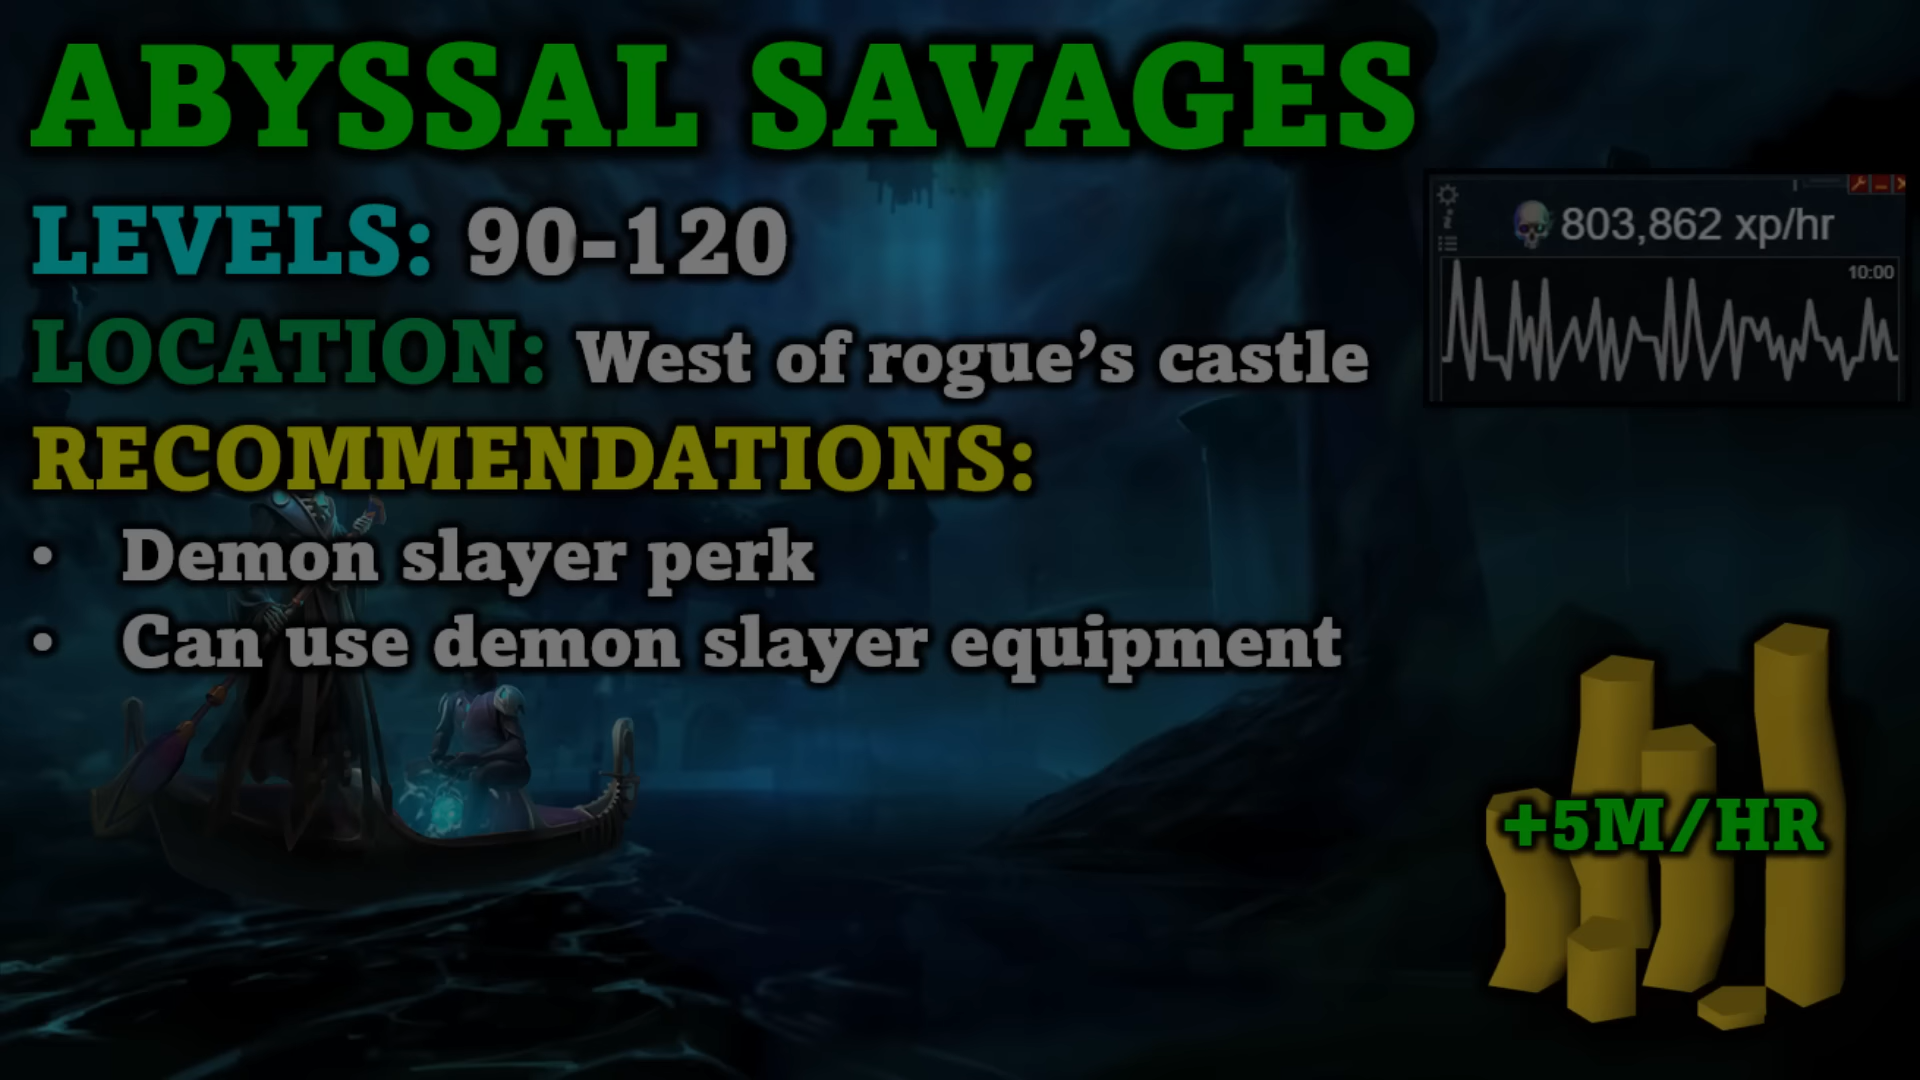 ABYSSAL SAVAGES
LEVELS: 90-120
LOCATION: West of rogue’s castle
RECOMMENDATIONS:
• Demon slayer perk
• Can use demon slayer equipment
803,862 xp/hr
10:00
+5M/HR